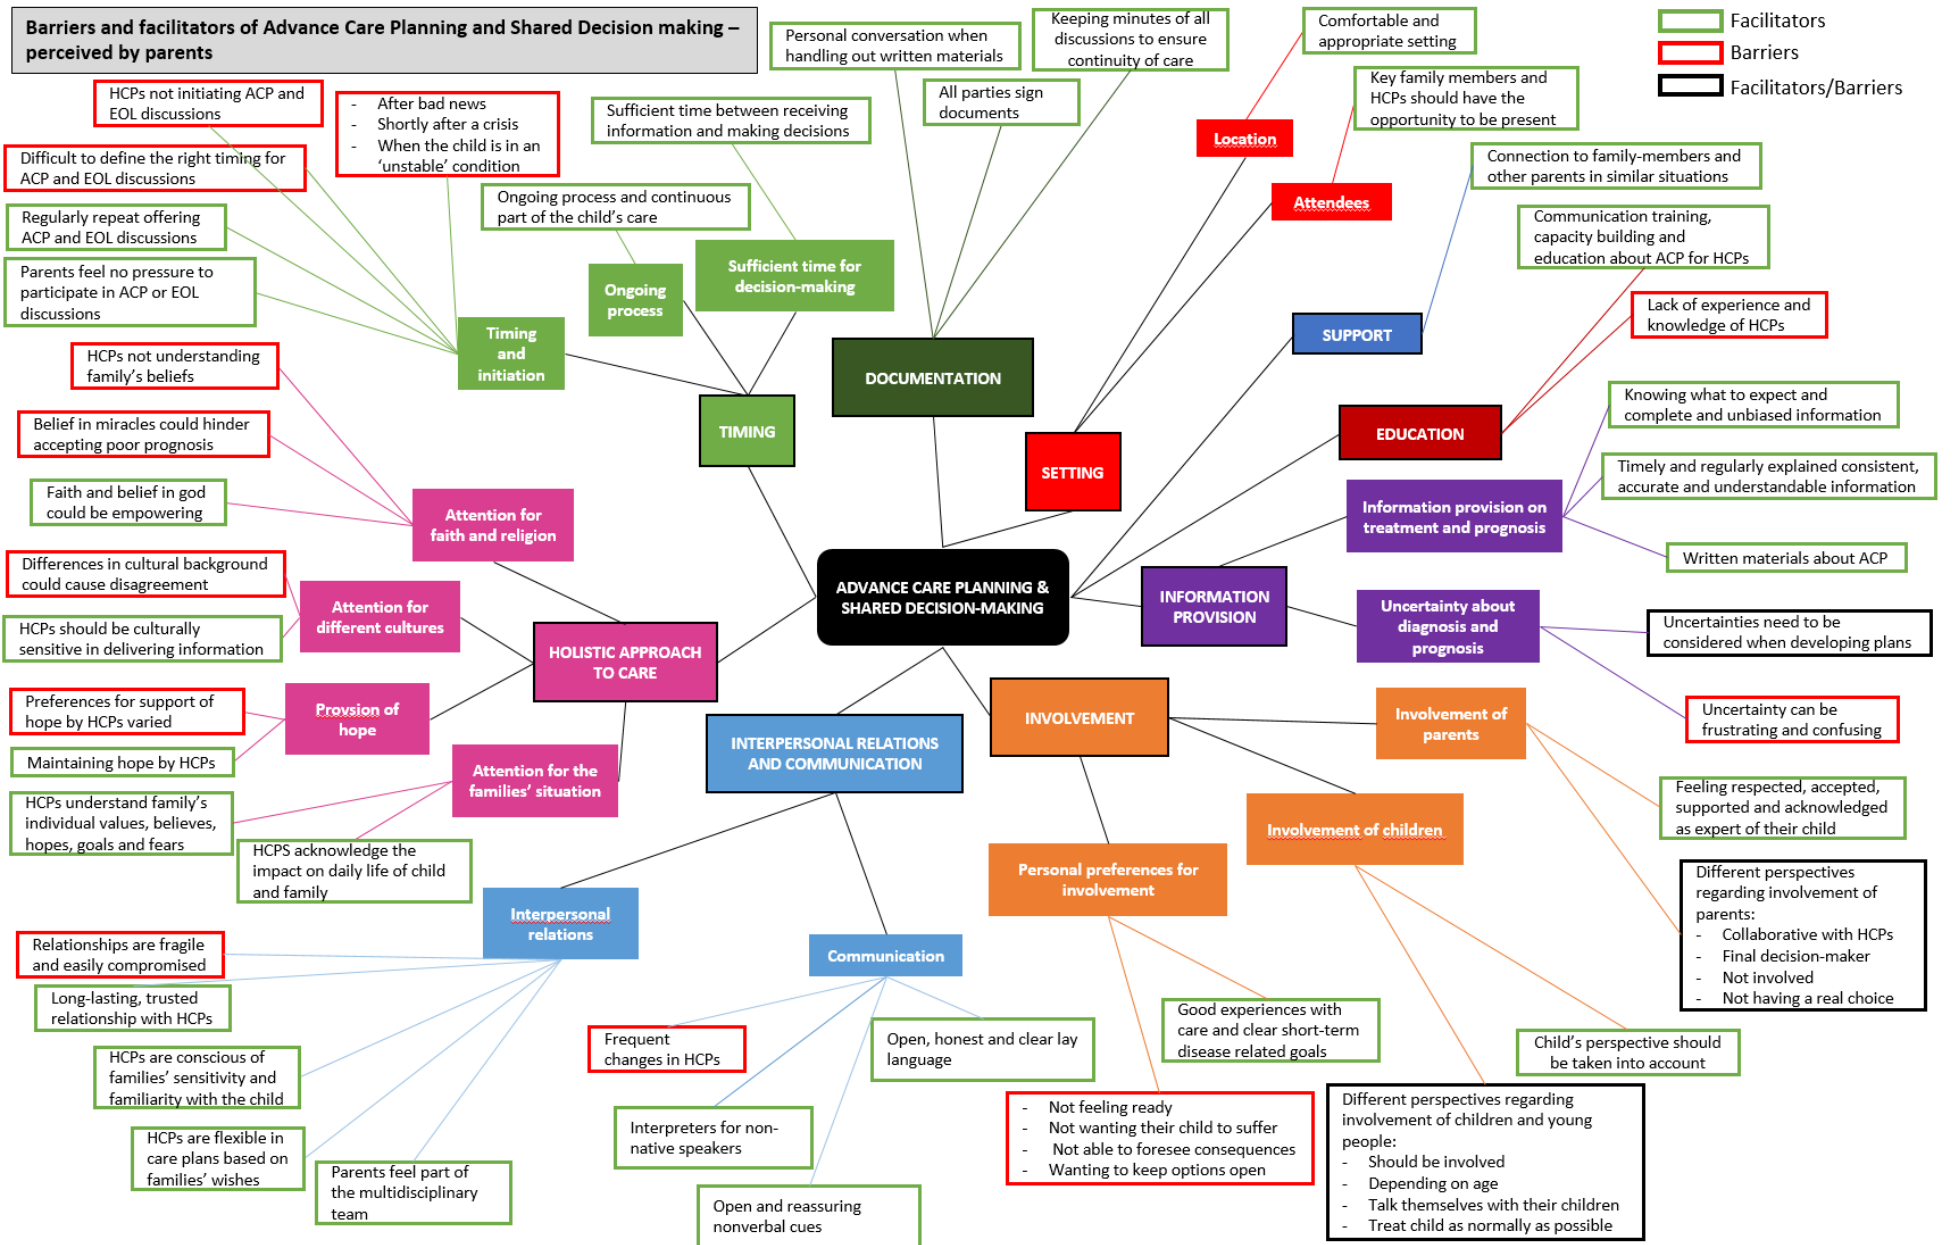 Barriers and facilitators of Advance Care Planning and Shared Decision making –
perceived by parents
Facilitators
Barriers
Facilitators/Barriers
HCPs not initiating ACP and
EOL discussions
Difficult to define the right timing for
ACP and EOL discussions
Regularly repeat offering
ACP and EOL discussions
Parents feel no pressure to
participate in ACP or EOL
discussions
- After bad news
- Shortly after a crisis
- When the child is in an
‘unstable’ condition
Ongoing process and continuous
part of the child’s care
Sufficient time between receiving
information and making decisions
Timing
and
initiation
Ongoing
process
Sufficient time for
decision-making
TIMING
Personal conversation when
handling out written materials
All parties sign
documents
Keeping minutes of all
discussions to ensure
continuity of care
DOCUMENTATION
Comfortable and
appropriate setting
Key family members and
HCPs should have the
opportunity to be present
Location
Attendees
SETTING
Connection to family-members and
other parents in similar situations
SUPPORT
Communication training,
capacity building and
education about ACP for HCPs
Lack of experience and
knowledge of HCPs
EDUCATION
Knowing what to expect and
complete and unbiased information
Timely and regularly explained consistent,
accurate and understandable information
Written materials about ACP
Information provision on
treatment and prognosis
INFORMATION
PROVISION
Uncertainty about
diagnosis and
prognosis
Uncertainties need to be
considered when developing plans
Uncertainty can be
frustrating and confusing
ADVANCE CARE PLANNING &
SHARED DECISION-MAKING
HCPs not understanding
family’s beliefs
Belief in miracles could hinder
accepting poor prognosis
Faith and belief in god
could be empowering
Attention for
faith and religion
Differences in cultural background
could cause disagreement
HCPs should be culturally
sensitive in delivering information
Attention for
different cultures
HOLISTIC APPROACH
TO CARE
Preferences for support of
hope by HCPs varied
Maintaining hope by HCPs
Provsion of
hope
HCPs understand family’s
individual values, believes,
hopes, goals and fears
HCPS acknowledge the
impact on daily life of child
and family
Attention for the
families’ situation
INTERPERSONAL RELATIONS
AND COMMUNICATION
Interpersonal
relations
Relationships are fragile
and easily compromised
Long-lasting, trusted
relationship with HCPs
HCPs are conscious of
families’ sensitivity and
familiarity with the child
HCPs are flexible in
care plans based on
families’ wishes
Parents feel part of
the multidisciplinary
team
Communication
Frequent
changes in HCPs
Interpreters for non-
native speakers
Open and reassuring
nonverbal cues
Open, honest and clear lay
language
INVOLVEMENT
Involvement of
parents
Feeling respected, accepted,
supported and acknowledged
as expert of their child
Different perspectives
regarding involvement of
parents:
- Collaborative with HCPs
- Final decision-maker
- Not involved
- Not having a real choice
Involvement of children
Child’s perspective should
be taken into account
Different perspectives regarding
involvement of children and young
people:
- Should be involved
- Depending on age
- Talk themselves with their children
- Treat child as normally as possible
Personal preferences for
involvement
Good experiences with
care and clear short-term
disease related goals
- Not feeling ready
- Not wanting their child to suffer
- Not able to foresee consequences
- Wanting to keep options open